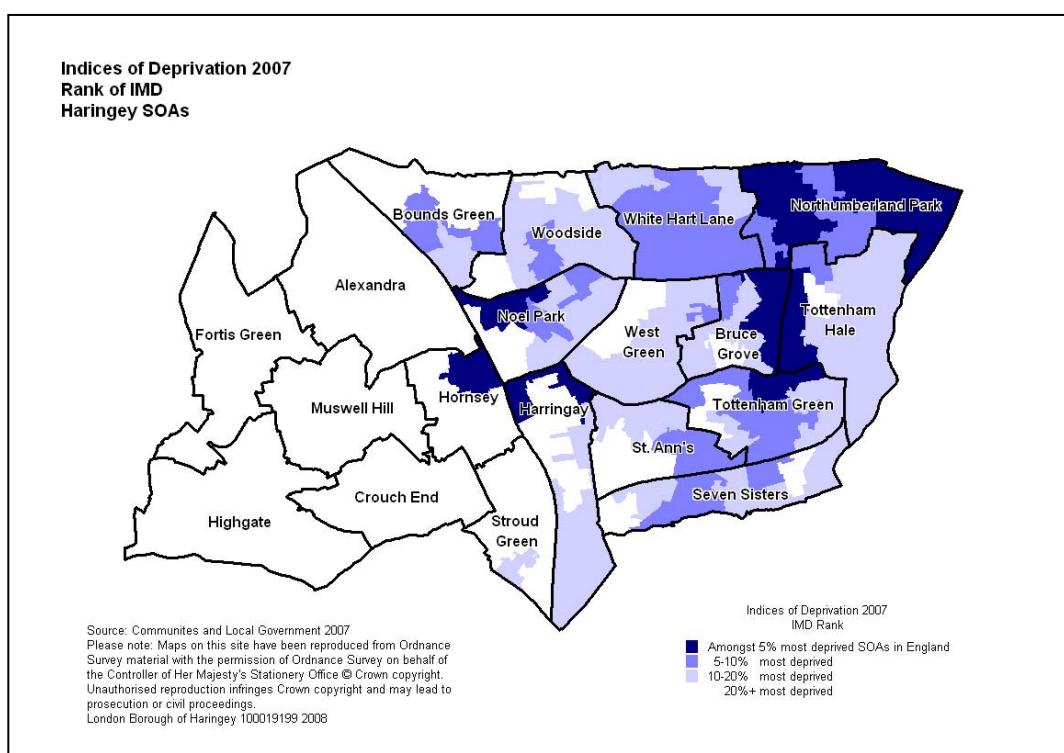 Indices of Deprivation 2007
Rank of IMD
Haringey SOAs
Bounds Green
Woodside
White Hart Lane
Northumberland Park
Alexandra
Noel Park
Fortis Green
West
Green
Bruce
Grove
Tottenham
Hale
Muswell Hill
Hornsey
Harringay
Tottenham Green
St. Ann's
Crouch End
Seven Sisters
Highgate
Stroud
Green
Source: Communites and Local Government 2007
Please note: Maps on this site have been reproduced from Ordnance
Survey material with the permission of Ordnance Survey on behalf of
the Controller of Her Majesty's Stationery Office © Crown copyright.
Unauthorised reproduction infringes Crown copyright and may lead to
prosecution or civil proceedings.
London Borough of Haringey 100019199 2008
Indices of Deprivation 2007
IMD Rank
Amongst 5% most deprived SOAs in England
5-10% most deprived
10-20% most deprived
20%+ most deprived